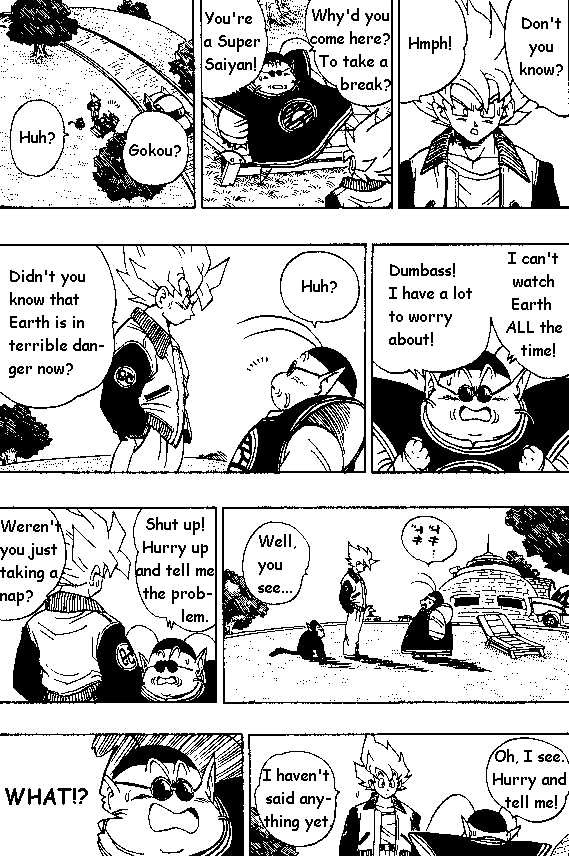 Huh?
Gokou?
You're
a Super
Saiyan!
Why'd you
come here?
To take a
break?
Hmph!
Don't
you
know?
Didn't you
know that
Earth is in
terrible dan-
ger now?
Huh?
Dumbass!
I have a lot
to worry
about!
I can't
watch
Earth
ALL the
time!
Weren't
you just
taking a
nap?
Shut up!
Hurry up
and tell me
the prob-
lem.
Well,
you
see...
WHAT!?
I haven't
said any-
thing yet.
Oh, I see.
Hurry and
tell me!